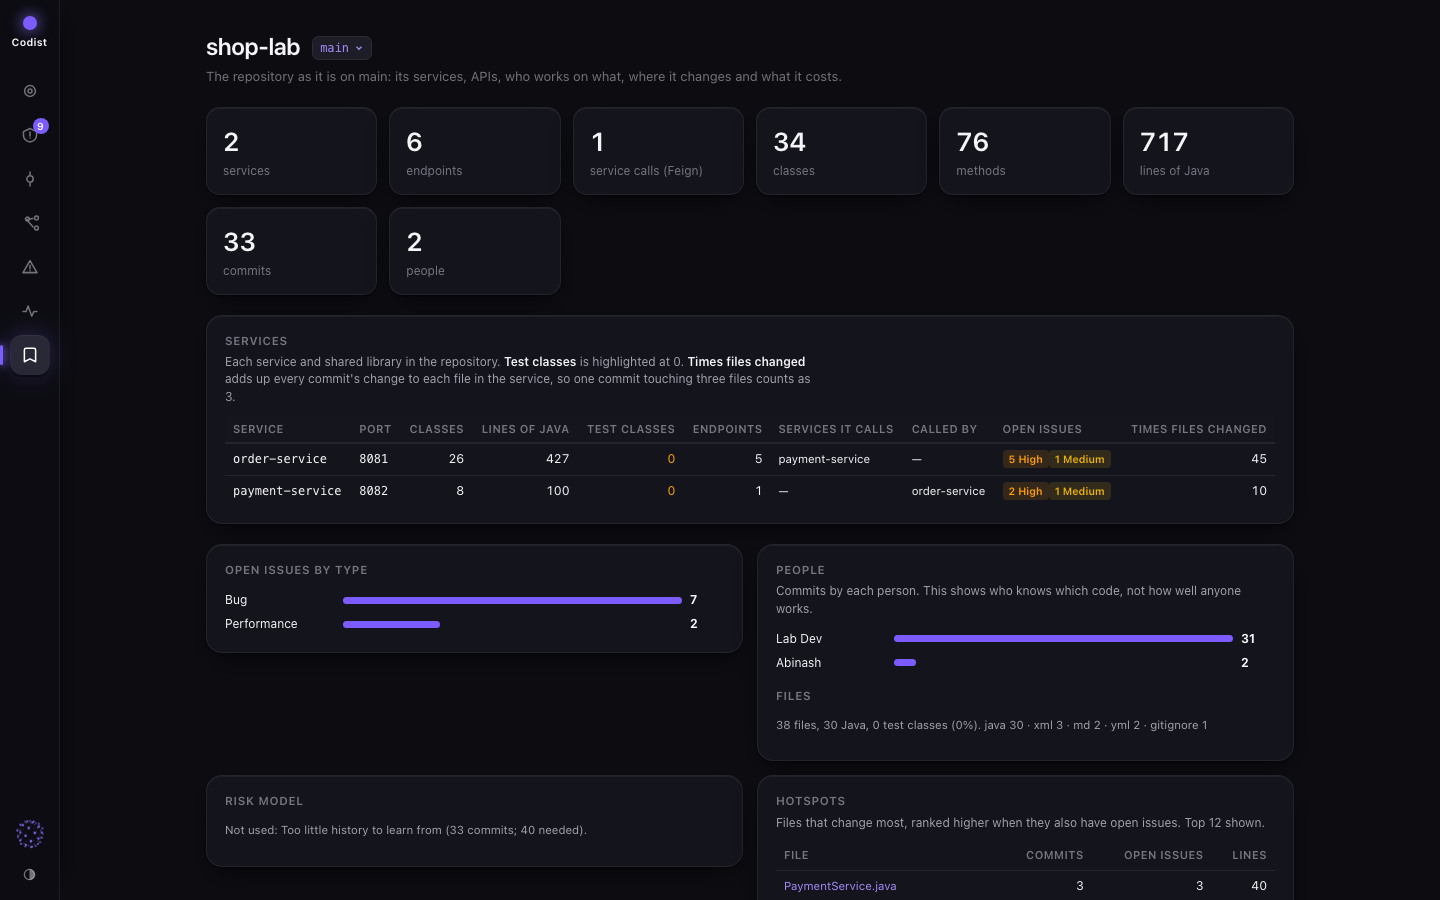 Codist
9
shop-lab
main
The repository as it is on main: its services, APIs, who works on what, where it changes and what it costs.
2
services
6
endpoints
1
service calls (Feign)
34
classes
76
methods
717
lines of Java
33
commits
2
people
SERVICES
Each service and shared library in the repository. Test classes is highlighted at 0. Times files changed
adds up every commit's change to each file in the service, so one commit touching three files counts as
3.
SERVICE PORT CLASSES LINES OF JAVA TEST CLASSES ENDPOINTS SERVICES IT CALLS CALLED BY OPEN ISSUES TIMES FILES CHANGED
order-service 8081 26 427 0 5 payment-service — 5 High 1 Medium 45
payment-service 8082 8 100 0 1 — order-service 2 High 1 Medium 10
OPEN ISSUES BY TYPE
Bug 7
Performance 2
PEOPLE
Commits by each person. This shows who knows which code, not how well anyone
works.
Lab Dev 31
Abinash 2
FILES
38 files, 30 Java, 0 test classes (0%). java 30 · xml 3 · md 2 · yml 2 · gitignore 1
RISK MODEL
Not used: Too little history to learn from (33 commits; 40 needed).
HOTSPOTS
Files that change most, ranked higher when they also have open issues. Top 12 shown.
FILE COMMITS OPEN ISSUES LINES
PaymentService.java 3 3 40